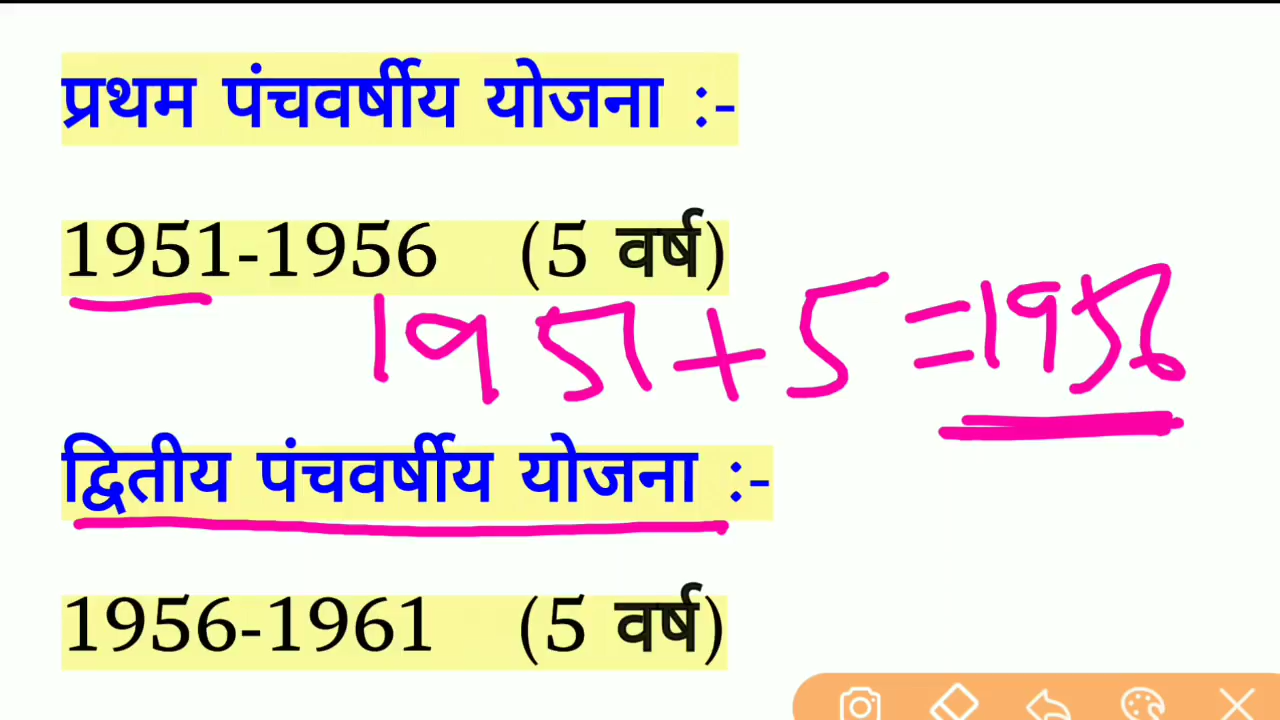 प्रथम पंचवर्षीय योजना :-
1951-1956 (5 वर्ष)
1951+5=1956
द्वितीय पंचवर्षीय योजना :-
1956-1961 (5 वर्ष)